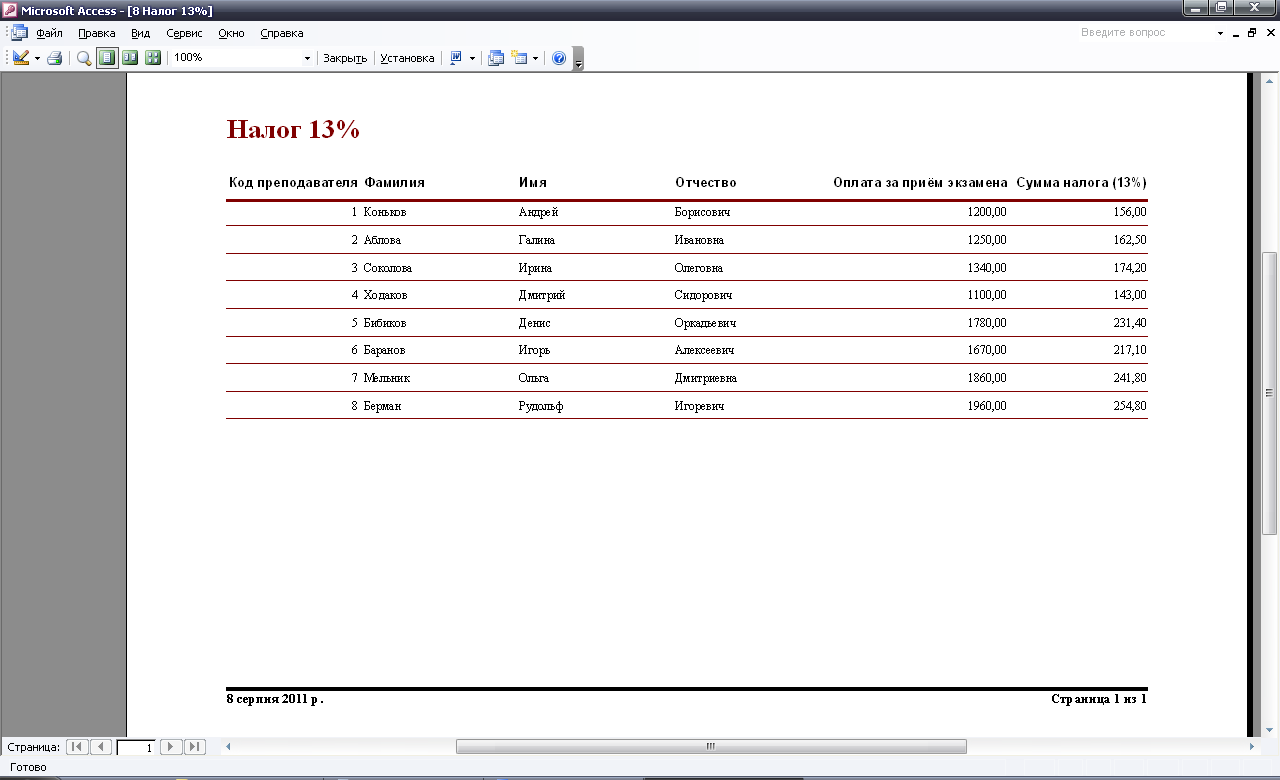 Microsoft Access - [8 Налог 13%]
Файл Правка Вид Сервис Окно Справка Введите вопрос
100% Закрыть Установка
Налог 13%
Код преподавателя Фамилия Имя Отчество Оплата за приём экзамена Сумма налога (13%)
1 Коньков Андрей Борисович 1200,00 156,00
2 Аблова Галина Ивановна 1250,00 162,50
3 Соколова Ирина Олеговна 1340,00 174,20
4 Ходаков Дмитрий Сидорович 1100,00 143,00
5 Бибиков Денис Оркадьевич 1780,00 231,40
6 Баранов Игорь Алексеевич 1670,00 217,10
7 Мельник Ольга Дмитриевна 1860,00 241,80
8 Берман Рудольф Игоревич 1960,00 254,80
8 серпня 2011 р. Страница 1 из 1
Страница: 1
Готово